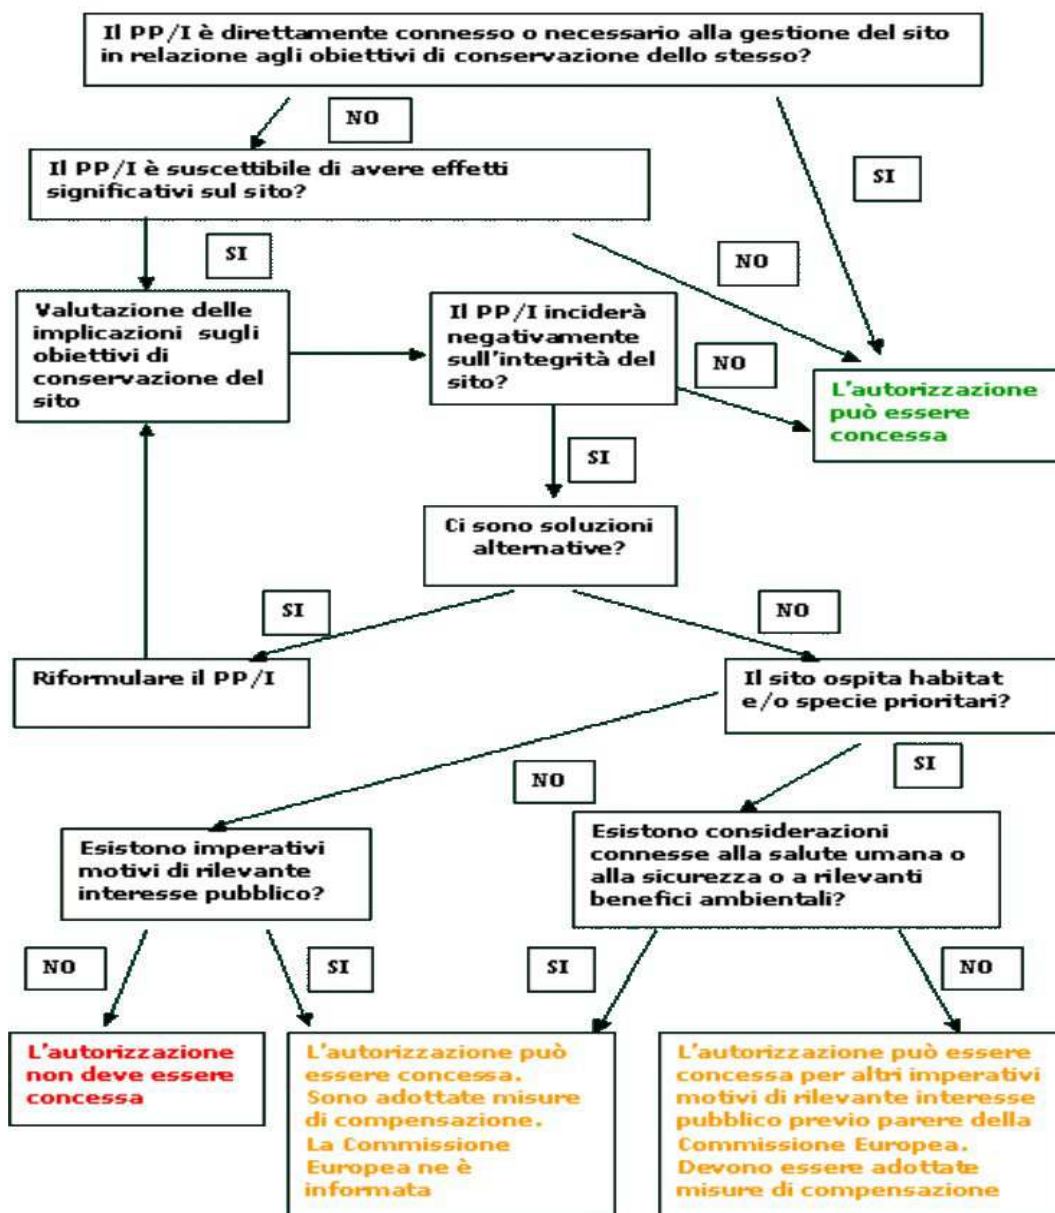 Il PP/I è direttamente connesso o necessario alla gestione del sito
in relazione agli obiettivi di conservazione dello stesso?
NO
SI
Il PP/I è suscettibile di avere effetti
significativi sul sito?
SI
NO
Valutazione delle
implicazioni sugli
obiettivi di
conservazione del
sito
Il PP/I inciderà
negativamente
sull'integrità del
sito?
NO
L'autorizzazione
può essere
concessa
SI
Ci sono soluzioni
alternative?
SI
NO
Riformulare il PP/I
Il sito ospita habitat
e/o specie prioritari?
NO
SI
Esistono imperativi
motivi di rilevante
interesse pubblico?
Esistono considerazioni
connesse alla salute umana o
alla sicurezza o a rilevanti
benefici ambientali?
NO
SI
SI
NO
L'autorizzazione
non deve essere
concessa
L'autorizzazione può
essere concessa.
Sono adottate misure
di compensazione.
La Commissione
Europea ne è
informata
L'autorizzazione può essere
concessa per altri imperativi
motivi di rilevante interesse
pubblico previo parere della
Commissione Europea.
Devono essere adottate
misure di compensazione